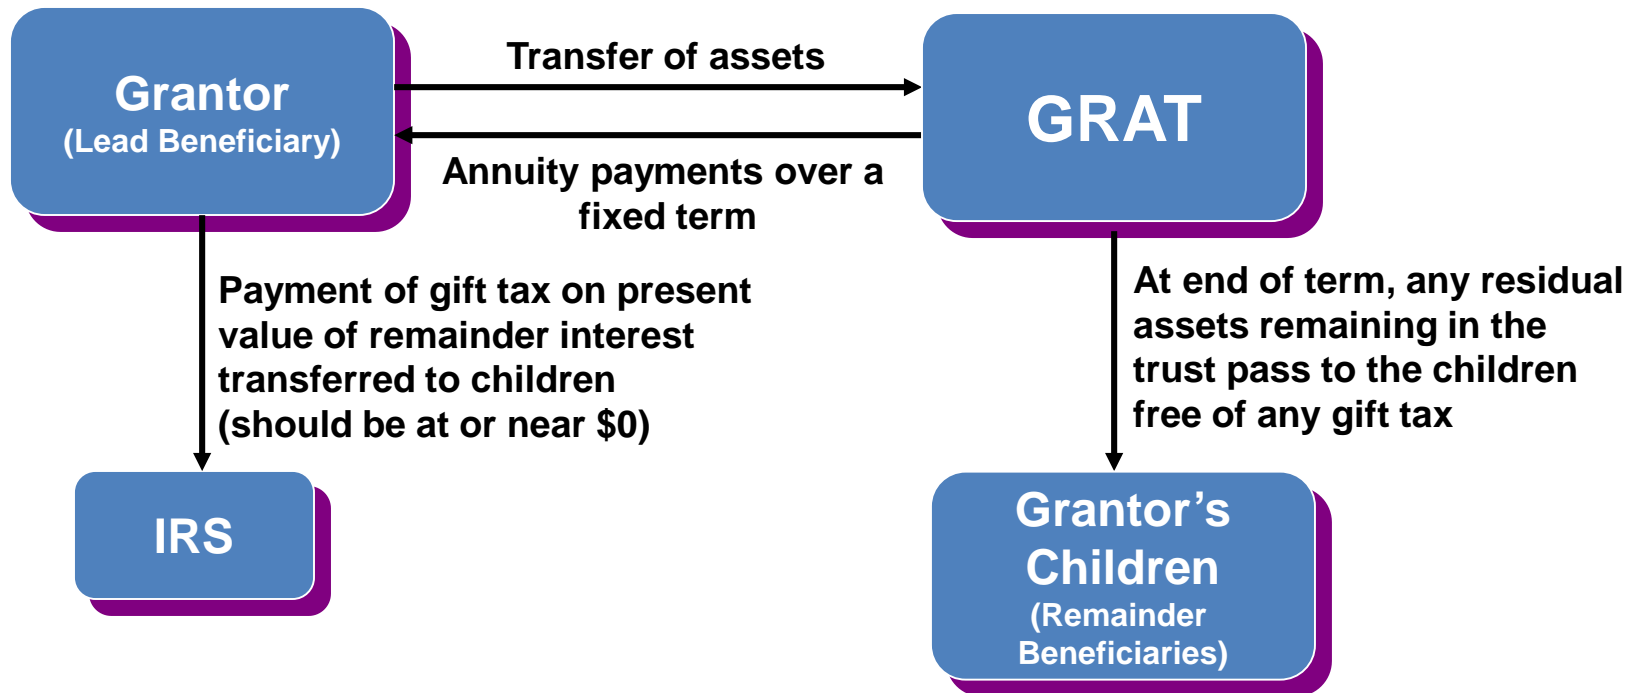 Grantor
(Lead Beneficiary)
Transfer of assets
GRAT
Annuity payments over a
fixed term
Payment of gift tax on present
value of remainder interest
transferred to children
(should be at or near $0)
At end of term, any residual
assets remaining in the
trust pass to the children
free of any gift tax
IRS
Grantor’s
Children
(Remainder
Beneficiaries)